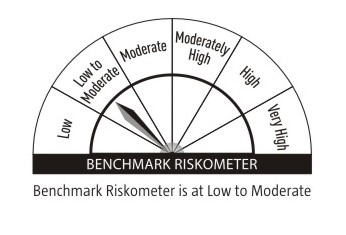 Low
Low to
Moderate
Moderate
Moderately
High
High
Very High
BENCHMARK RISKOMETER
Benchmark Riskometer is at Low to Moderate